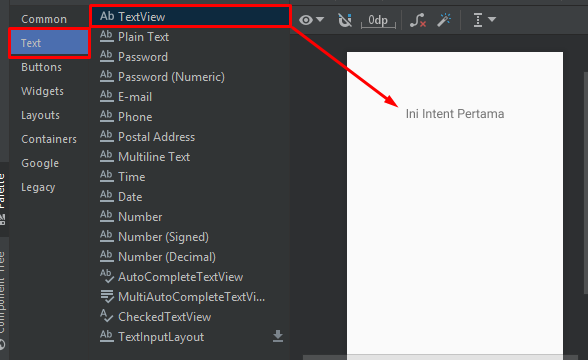 Common
Text
Buttons
Widgets
Layouts
Containers
Google
Legacy
Ab TextView
Ab Plain Text
Ab Password
Ab Password (Numeric)
Ab E-mail
Ab Phone
Ab Postal Address
Ab Multiline Text
Ab Time
Ab Date
Ab Number
Ab Number (Signed)
Ab Number (Decimal)
Ab AutoCompleteTextView
MultiAutoCompleteTextVi...
A CheckedTextView
Ab TextInputLayout
0dp
Ini Intent Pertama
Palette
Component Tree